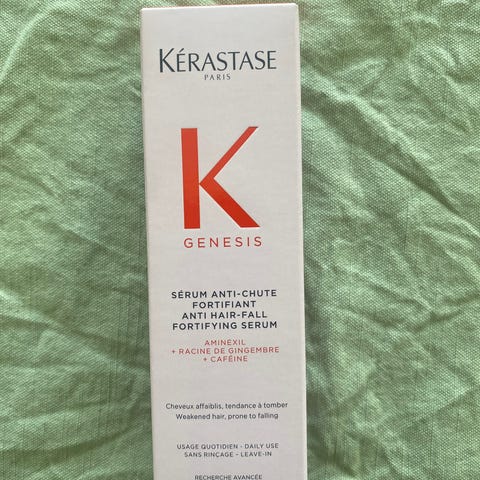 KÉRASTASE
PARIS
K
GENESIS
SÉRUM ANTI-CHUTE
FORTIFIANT
ANTI HAIR-FALL
FORTIFYING SERUM
AMINEXIL
+ RACINE DE GINGEMBRE
+ CAFÉINE
Cheveux affaiblis, tendance à tomber
Weakened hair, prone to falling
USAGE QUOTIDIEN - DAILY USE
SANS RINÇAGE - LEAVE-IN
RECHERCHE AVANCÉE